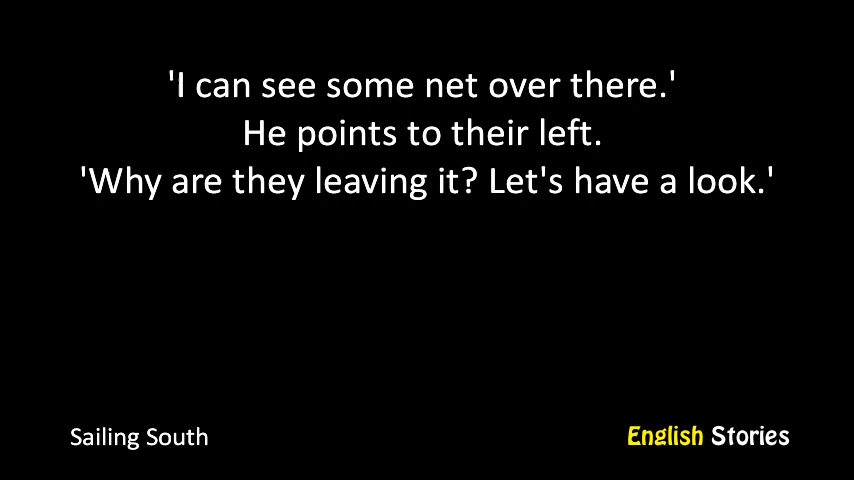 'I can see some net over there.'
He points to their left.
'Why are they leaving it? Let's have a look.'
Sailing South
English Stories